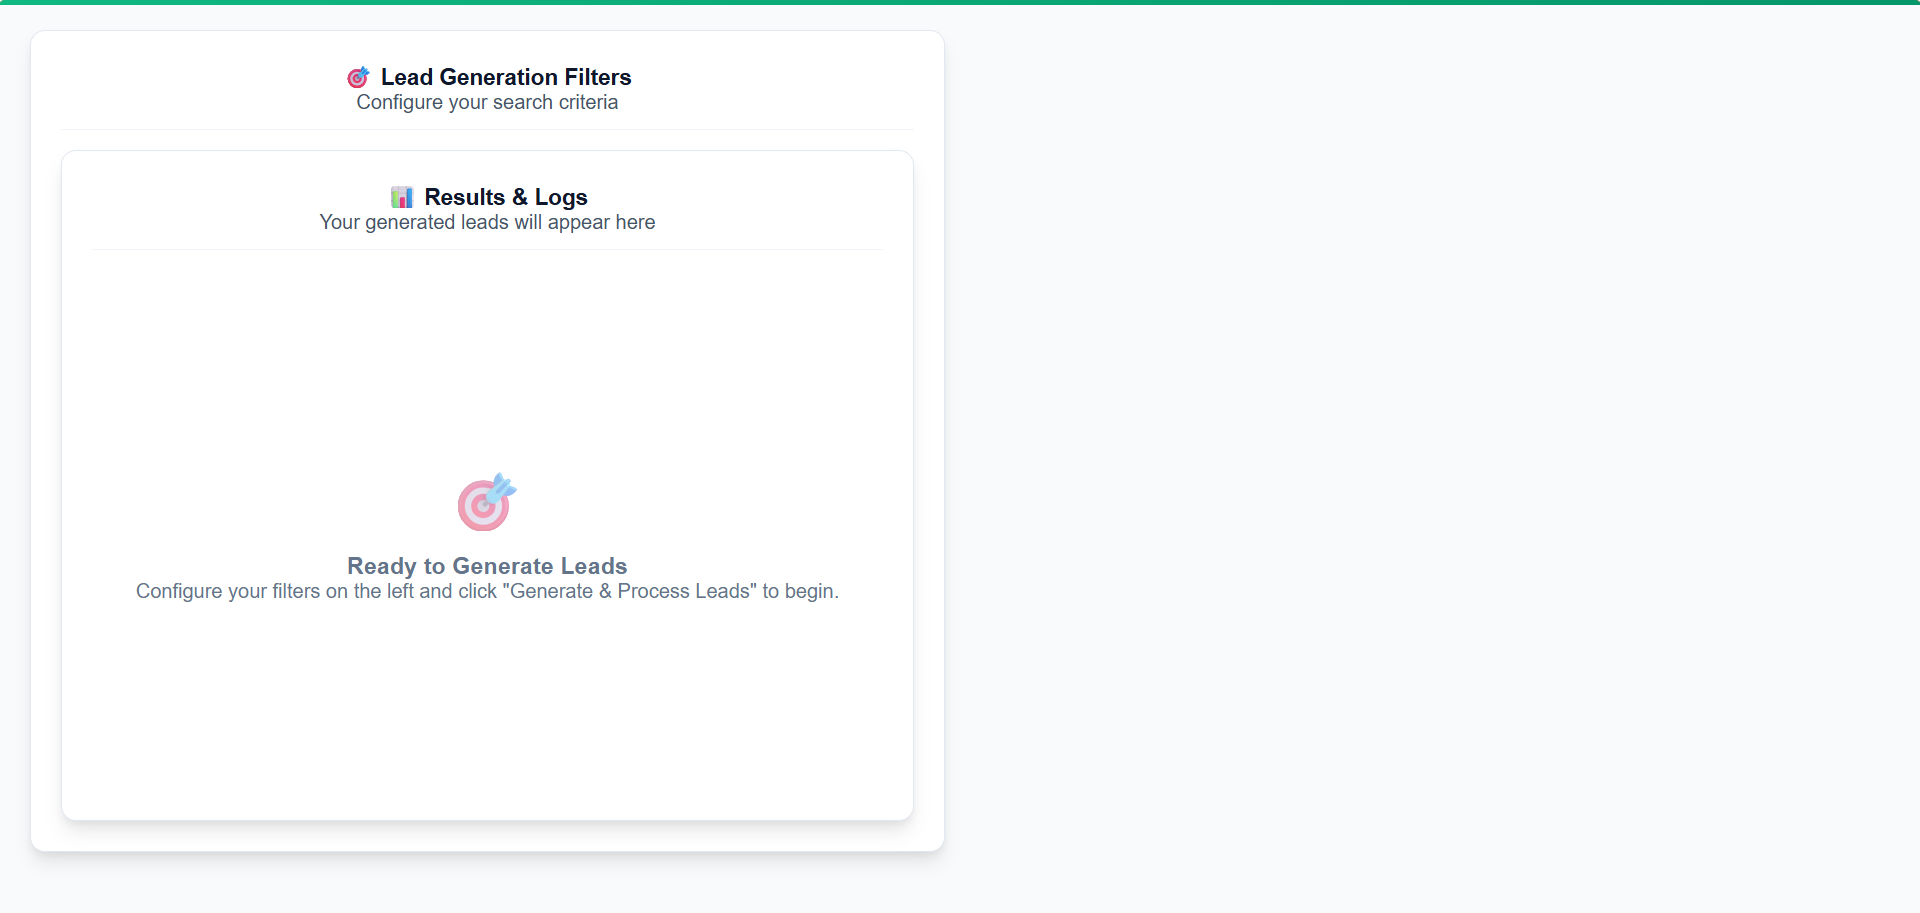 Lead Generation Filters
Configure your search criteria
Results & Logs
Your generated leads will appear here
Ready to Generate Leads
Configure your filters on the left and click "Generate & Process Leads" to begin.